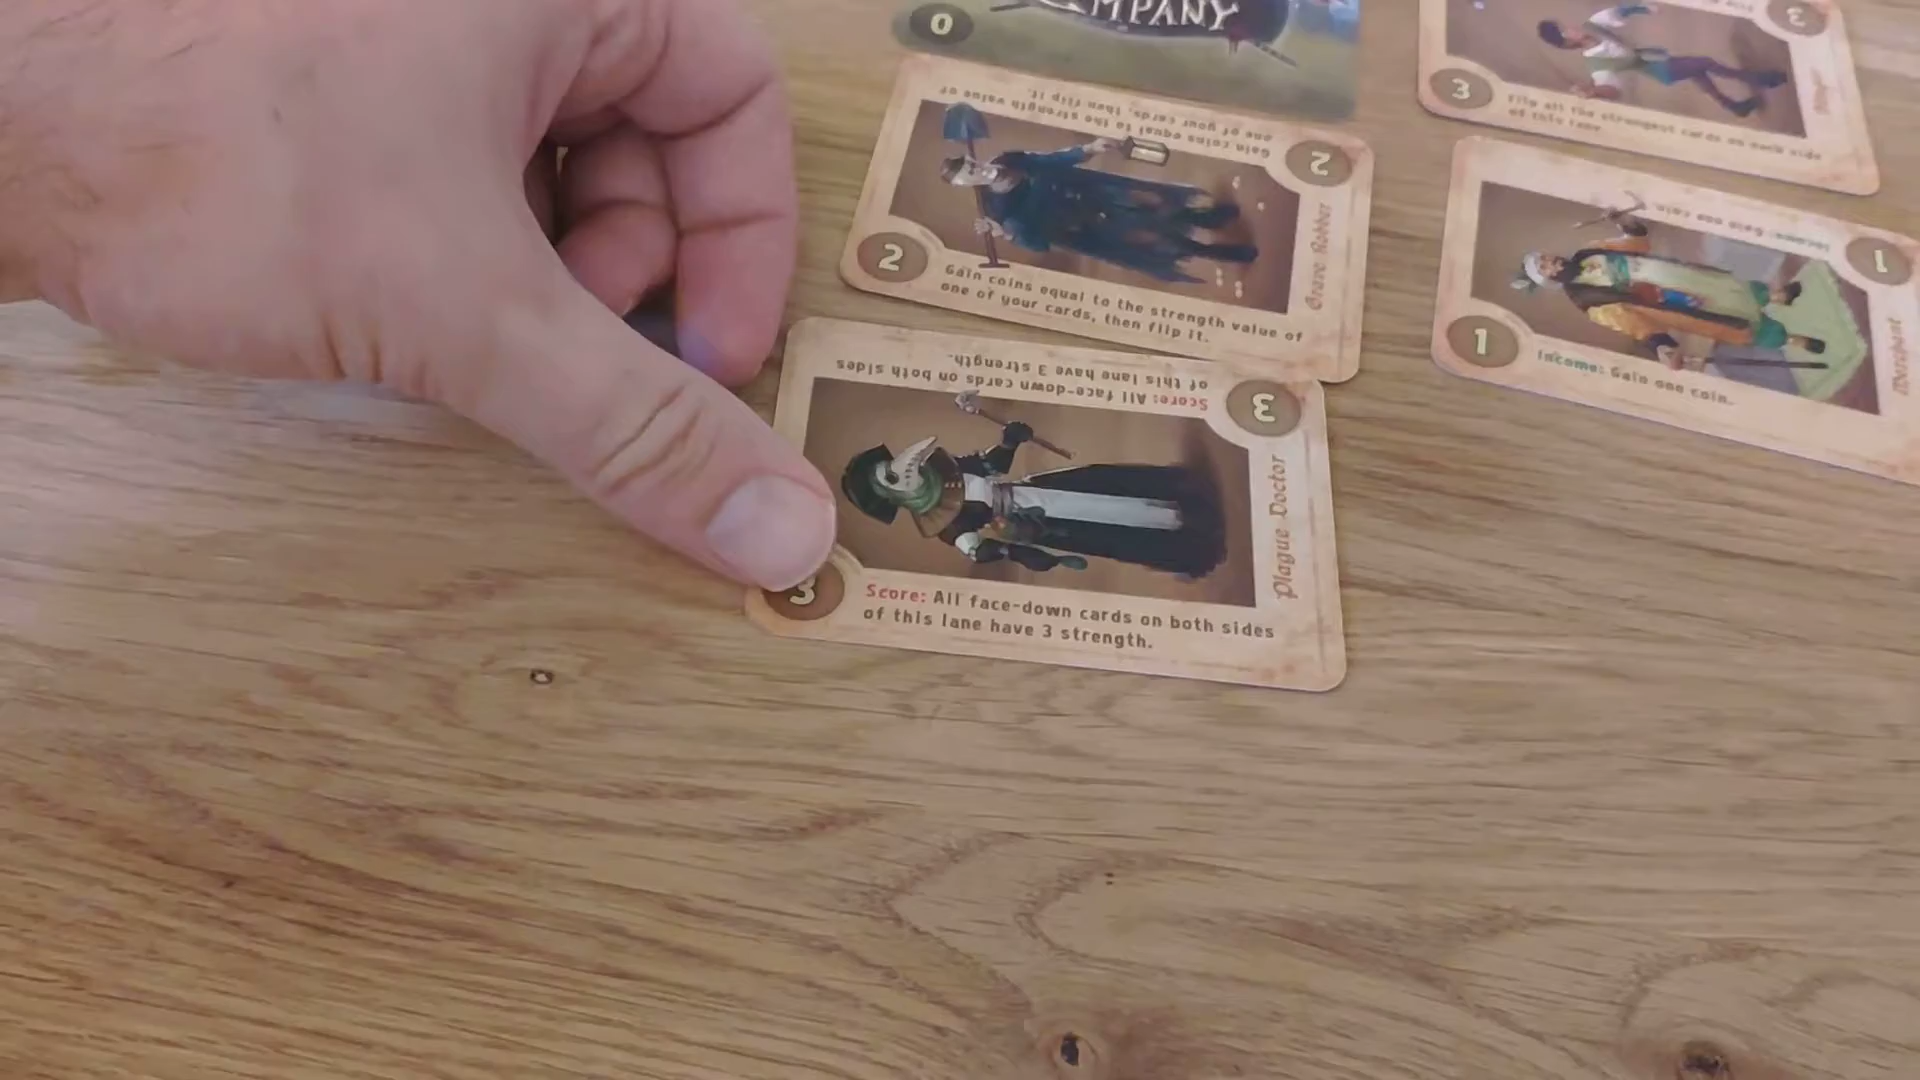 0
MPANY
3
Flip all the strongest cards on
of this lane
3
Gain coins equal to the strength value of
one of your cards, then flip it.
2
Grave Robber
2
Gain coins equal to the strength value of
one of your cards, then flip it.
Income: Gain one coin.
1
Merchant
1
Income: Gain one coin.
Score: All face-down cards on both sides
of this lane have 3 strength.
3
Plague Doctor
3
Score: All face-down cards on both sides
of this lane have 3 strength.